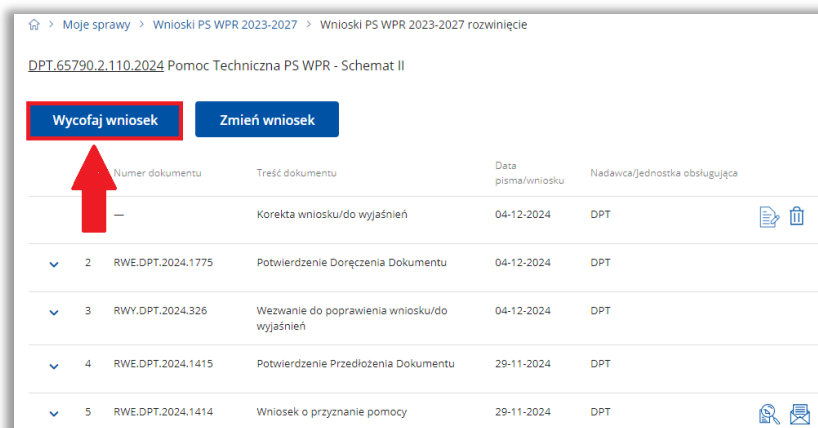 Moje sprawy > Wnioski PS WPR 2023-2027 > Wnioski PS WPR 2023-2027 rozwinięcie
DPT.65790.2.110.2024 Pomoc Techniczna PS WPR - Schemat II
Wycofaj wniosek Zmień wniosek
Numer dokumentu Treść dokumentu Data pisma/wniosku Nadawca/Jednostka obsługująca
— Korekta wniosku/do wyjaśnień 04-12-2024 DPT
2 RWE.DPT.2024.1775 Potwierdzenie Doręczenia Dokumentu 04-12-2024 DPT
3 RWY.DPT.2024.326 Wezwanie do poprawienia wniosku/do wyjaśnień 04-12-2024 DPT
4 RWE.DPT.2024.1415 Potwierdzenie Przedłożenia Dokumentu 29-11-2024 DPT
5 RWE.DPT.2024.1414 Wniosek o przyznanie pomocy 29-11-2024 DPT